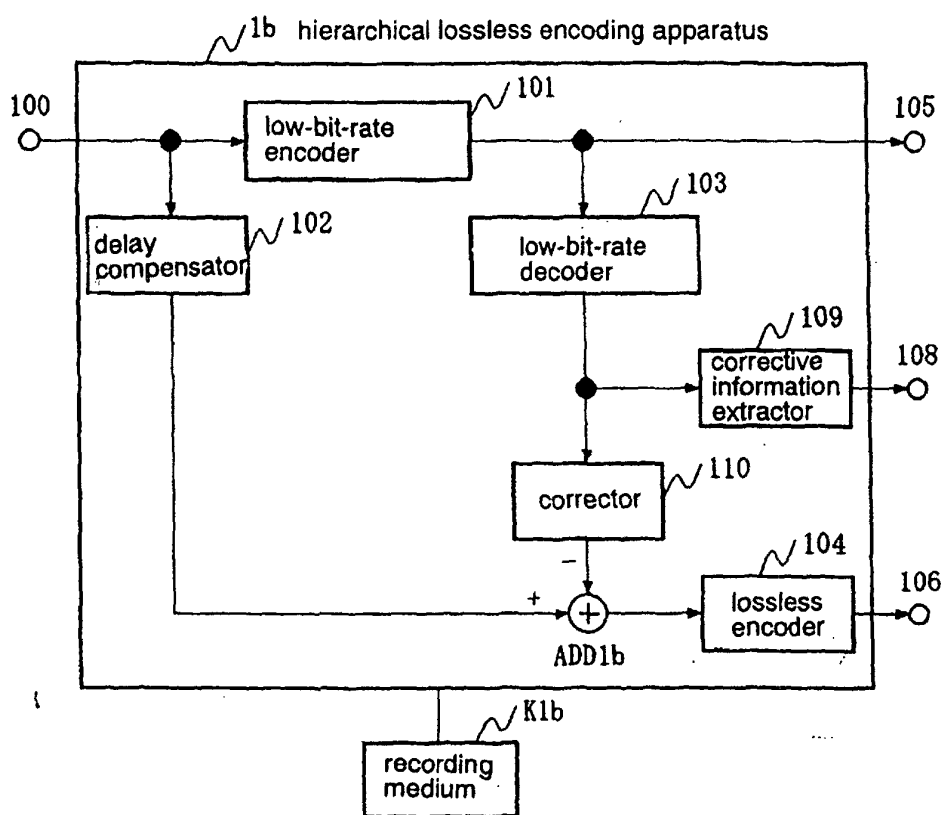 1b hierarchical lossless encoding apparatus
100
101
105
low-bit-rate
encoder
103
102
delay
compensator
low-bit-rate
decoder
109
108
corrective
information
extractor
110
corrector
−
104
106
+
+
lossless
encoder
ADD1b
K1b
recording
medium